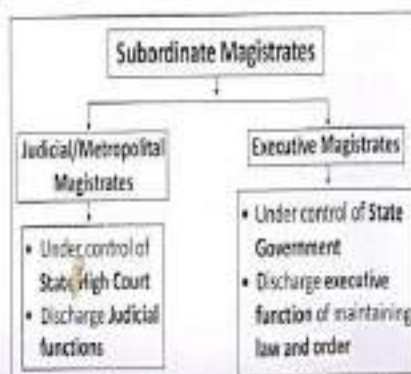 Subordinate Magistrates
Judicial/Metropolital
Magistrates
• Under control of
State High Court
• Discharge Judicial
functions
Executive Magistrates
• Under control of State
Government
• Discharge executive
function of maintaining
law and order